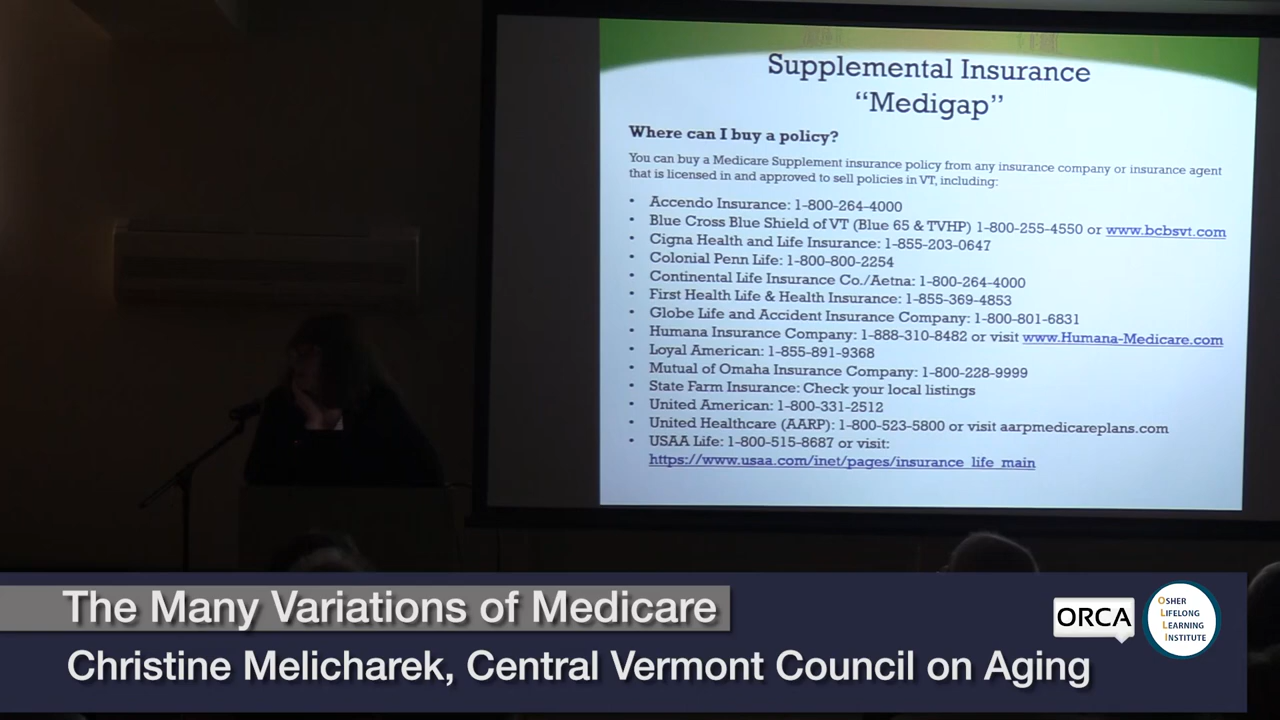 Supplemental Insurance
“Medigap”
Where can I buy a policy?
You can buy a Medicare Supplement insurance policy from any insurance company or insurance agent
that is licensed in and approved to sell policies in VT, including:
• Accendo Insurance: 1-800-264-4000
• Blue Cross Blue Shield of VT (Blue 65 & TVHP) 1-800-255-4550 or www.bcbsvt.com
• Cigna Health and Life Insurance: 1-855-203-0647
• Colonial Penn Life: 1-800-800-2254
• Continental Life Insurance Co./Aetna: 1-800-264-4000
• First Health Life & Health Insurance: 1-855-369-4853
• Globe Life and Accident Insurance Company: 1-800-801-6831
• Humana Insurance Company: 1-888-310-8482 or visit www.Humana-Medicare.com
• Loyal American: 1-855-891-9368
• Mutual of Omaha Insurance Company: 1-800-228-9999
• State Farm Insurance: Check your local listings
• United American: 1-800-331-2512
• United Healthcare (AARP): 1-800-523-5800 or visit aarpmedicareplans.com
• USAA Life: 1-800-515-8687 or visit:
https://www.usaa.com/inet/pages/insurance_life_main
The Many Variations of Medicare
Christine Melicharek, Central Vermont Council on Aging
ORCA
OSHER
LIFELONG
LEARNING
INSTITUTE